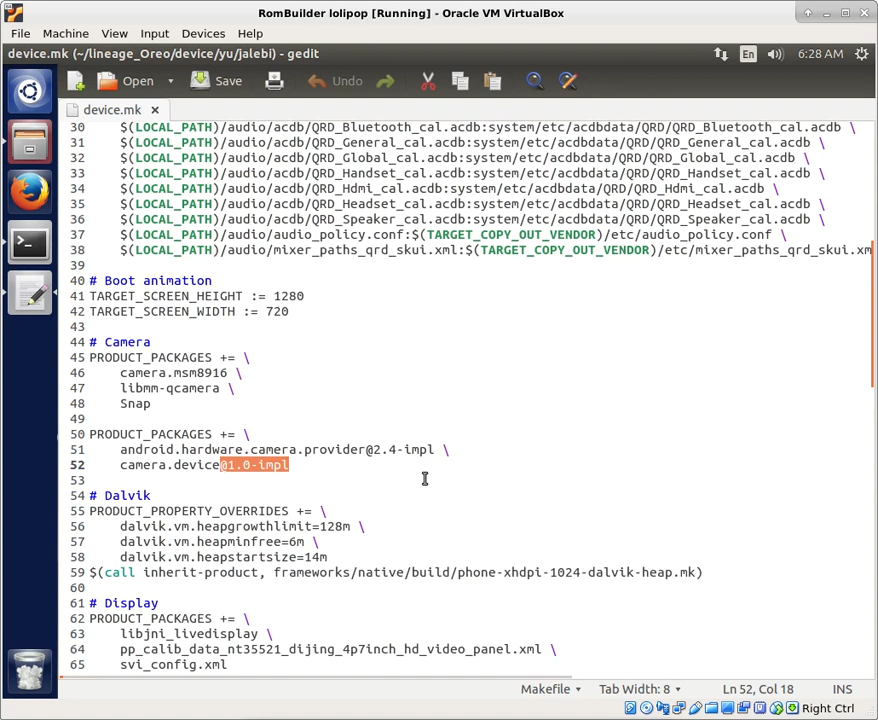 RomBuilder lolipop [Running] - Oracle VM VirtualBox
File Machine View Input Devices Help
device.mk (~/lineage_Oreo/device/yu/jalebi) - gedit
En 6:28 AM
Open Save Undo
device.mk
30 $(LOCAL_PATH)/audio/acdb/QRD_Bluetooth_cal.acdb:system/etc/acdbdata/QRD/QRD_Bluetooth_cal.acdb \
31 $(LOCAL_PATH)/audio/acdb/QRD_General_cal.acdb:system/etc/acdbdata/QRD/QRD_General_cal.acdb \
32 $(LOCAL_PATH)/audio/acdb/QRD_Global_cal.acdb:system/etc/acdbdata/QRD/QRD_Global_cal.acdb \
33 $(LOCAL_PATH)/audio/acdb/QRD_Handset_cal.acdb:system/etc/acdbdata/QRD/QRD_Handset_cal.acdb \
34 $(LOCAL_PATH)/audio/acdb/QRD_Hdmi_cal.acdb:system/etc/acdbdata/QRD/QRD_Hdmi_cal.acdb \
35 $(LOCAL_PATH)/audio/acdb/QRD_Headset_cal.acdb:system/etc/acdbdata/QRD/QRD_Headset_cal.acdb \
36 $(LOCAL_PATH)/audio/acdb/QRD_Speaker_cal.acdb:system/etc/acdbdata/QRD/QRD_Speaker_cal.acdb \
37 $(LOCAL_PATH)/audio/audio_policy.conf:$(TARGET_COPY_OUT_VENDOR)/etc/audio_policy.conf \
38 $(LOCAL_PATH)/audio/mixer_paths_qrd_skui.xml:$(TARGET_COPY_OUT_VENDOR)/etc/mixer_paths_qrd_skui.xm
39
40 # Boot animation
41 TARGET_SCREEN_HEIGHT := 1280
42 TARGET_SCREEN_WIDTH := 720
43
44 # Camera
45 PRODUCT_PACKAGES += \
46 camera.msm8916 \
47 libmm-qcamera \
48 Snap
49
50 PRODUCT_PACKAGES += \
51 android.hardware.camera.provider@2.4-impl \
52 camera.device@1.0-impl
53
54 # Dalvik
55 PRODUCT_PROPERTY_OVERRIDES += \
56 dalvik.vm.heapgrowthlimit=128m \
57 dalvik.vm.heapminfree=6m \
58 dalvik.vm.heapstartsize=14m
59 $(call inherit-product, frameworks/native/build/phone-xhdpi-1024-dalvik-heap.mk)
60
61 # Display
62 PRODUCT_PACKAGES += \
63 libjni_livedisplay \
64 pp_calib_data_nt35521_dijing_4p7inch_hd_video_panel.xml \
65 svi_config.xml
Makefile Tab Width: 8 Ln 52, Col 18 INS
Right Ctrl